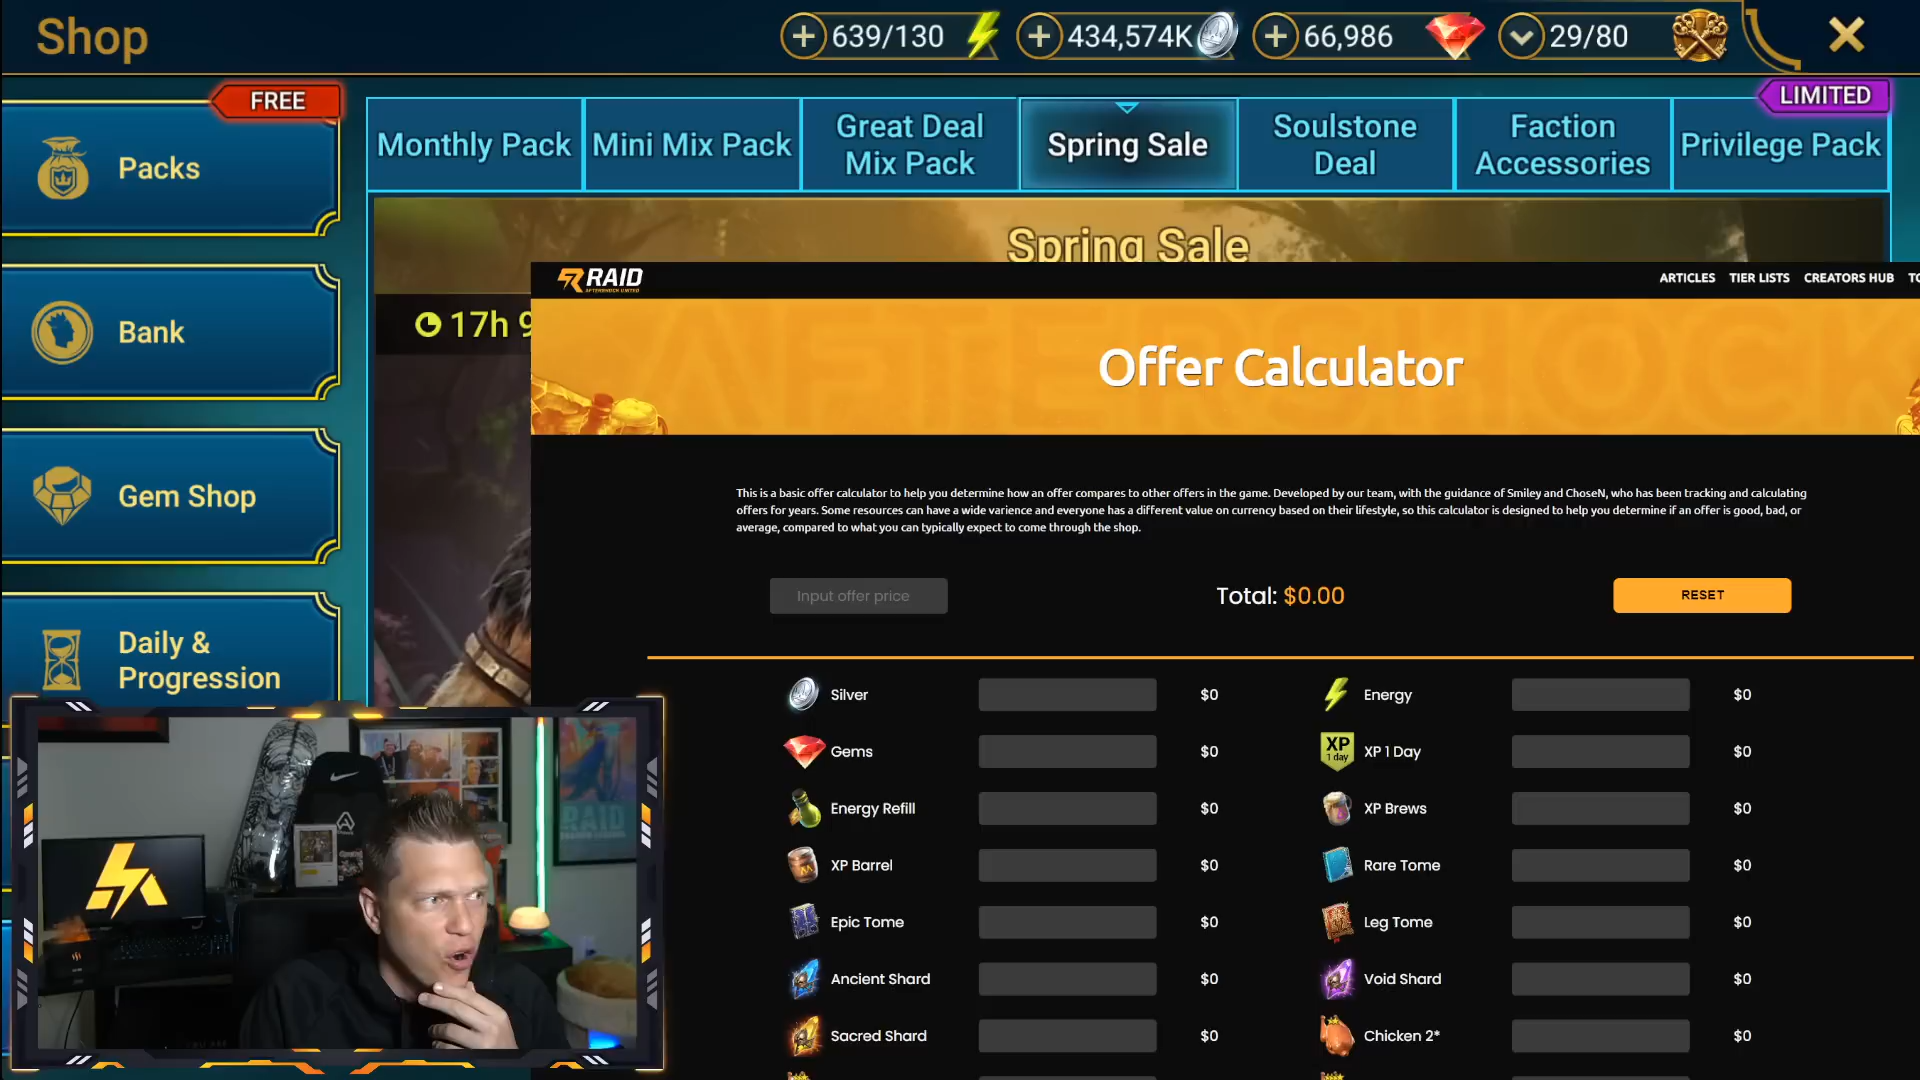 Shop
639/130
434,574K
66,986
29/80
FREE
LIMITED
Packs
Bank
Gem Shop
Daily &
Progression
Monthly Pack
Mini Mix Pack
Great Deal
Mix Pack
Spring Sale
Soulstone
Deal
Faction
Accessories
Privilege Pack
Spring Sale
17h 9
RAID
ARTICLES
TIER LISTS
CREATORS HUB
TO
Offer Calculator
This is a basic offer calculator to help you determine how an offer compares to other offers in the game. Developed by our team, with the guidance of Smiley and ChoseN, who has been tracking and calculating
offers for years. Some resources can have a wide varience and everyone has a different value on currency based on their lifestyle, so this calculator is designed to help you determine if an offer is good, bad, or
average, compared to what you can typically expect to come through the shop.
Input offer price
Total: $0.00
RESET
Silver $0
Energy $0
Gems $0
XP 1 day
XP 1 Day $0
Energy Refill $0
XP Brews $0
XP Barrel $0
Rare Tome $0
Epic Tome $0
Leg Tome $0
Ancient Shard $0
Void Shard $0
Sacred Shard $0
Chicken 2* $0
RAID